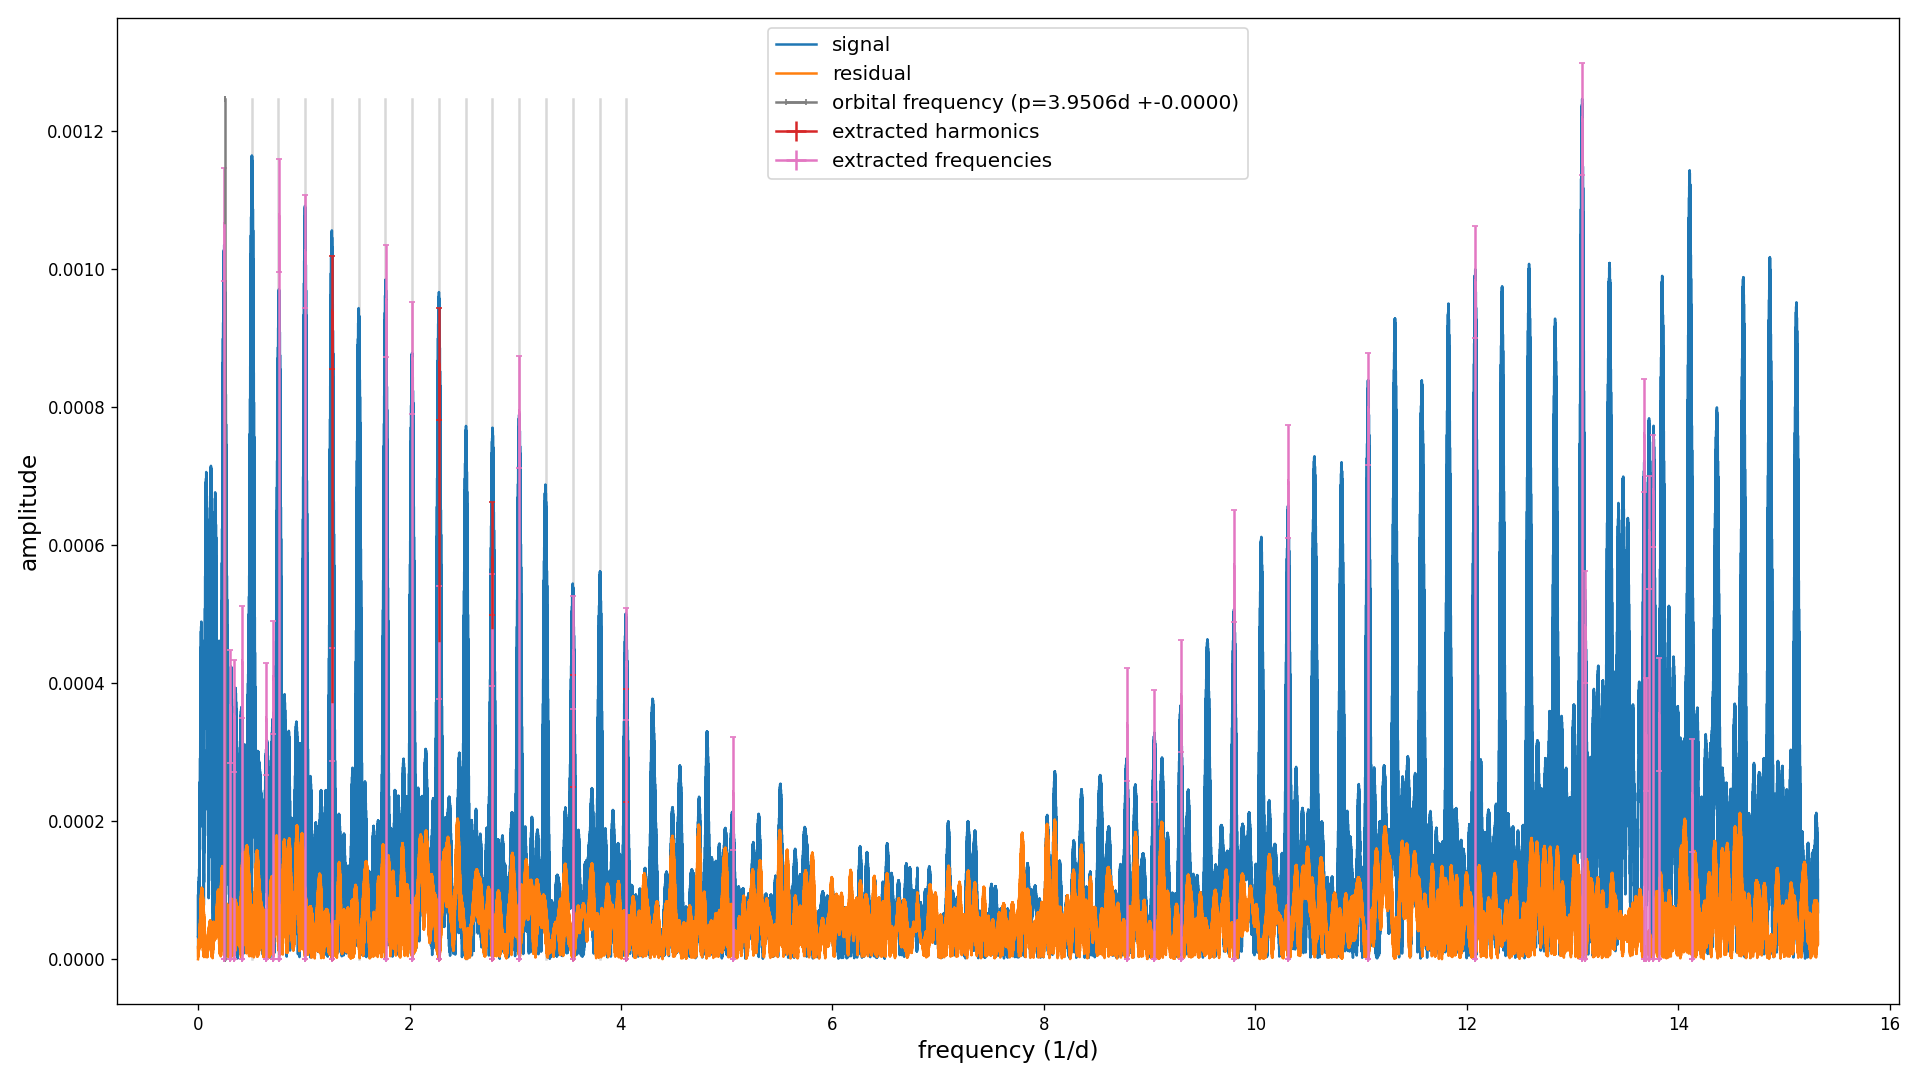 signal
residual
orbital frequency (p=3.9506d +-0.0000)
extracted harmonics
extracted frequencies
amplitude
0.0012
0.0010
0.0008
0.0006
0.0004
0.0002
0.0000
0 2 4 6 8 10 12 14 16
frequency (1/d)